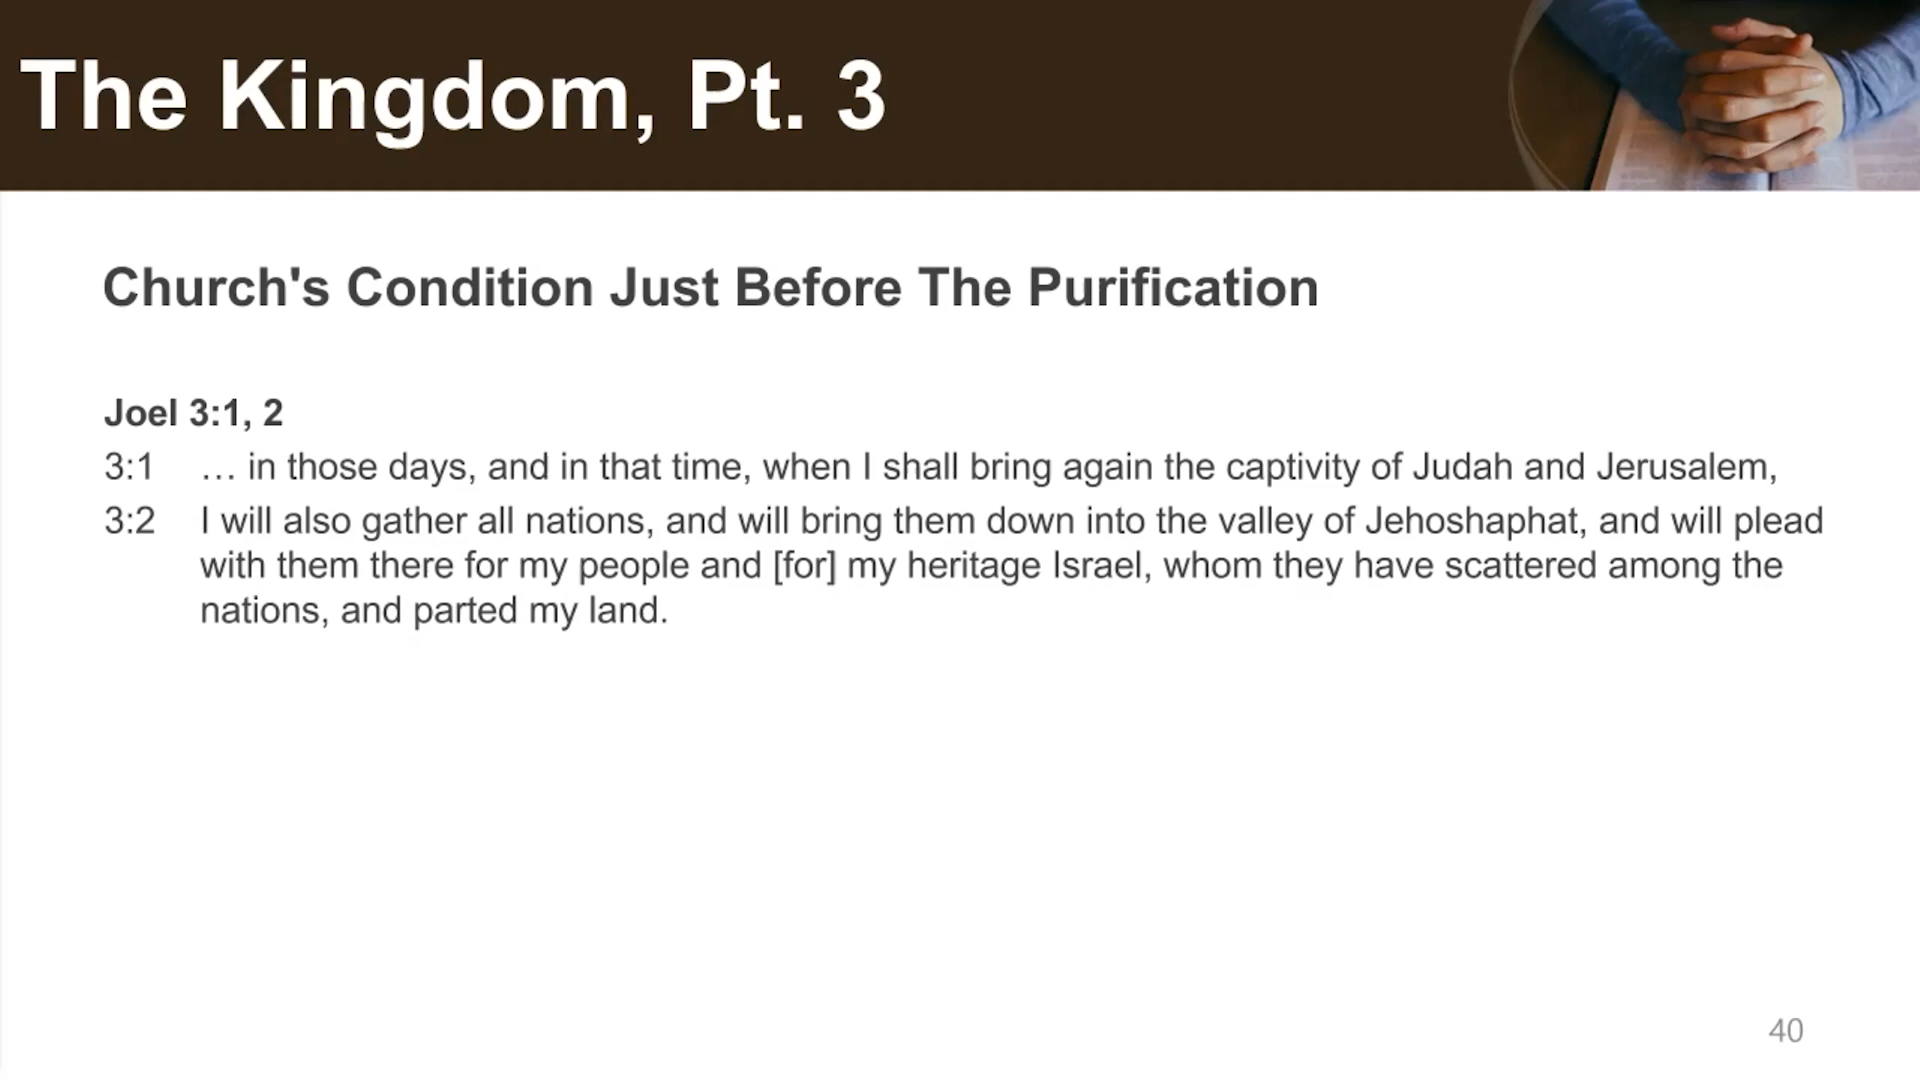 The Kingdom, Pt. 3
Church's Condition Just Before The Purification
Joel 3:1, 2
3:1 … in those days, and in that time, when I shall bring again the captivity of Judah and Jerusalem,
3:2 I will also gather all nations, and will bring them down into the valley of Jehoshaphat, and will plead
with them there for my people and [for] my heritage Israel, whom they have scattered among the
nations, and parted my land.
40